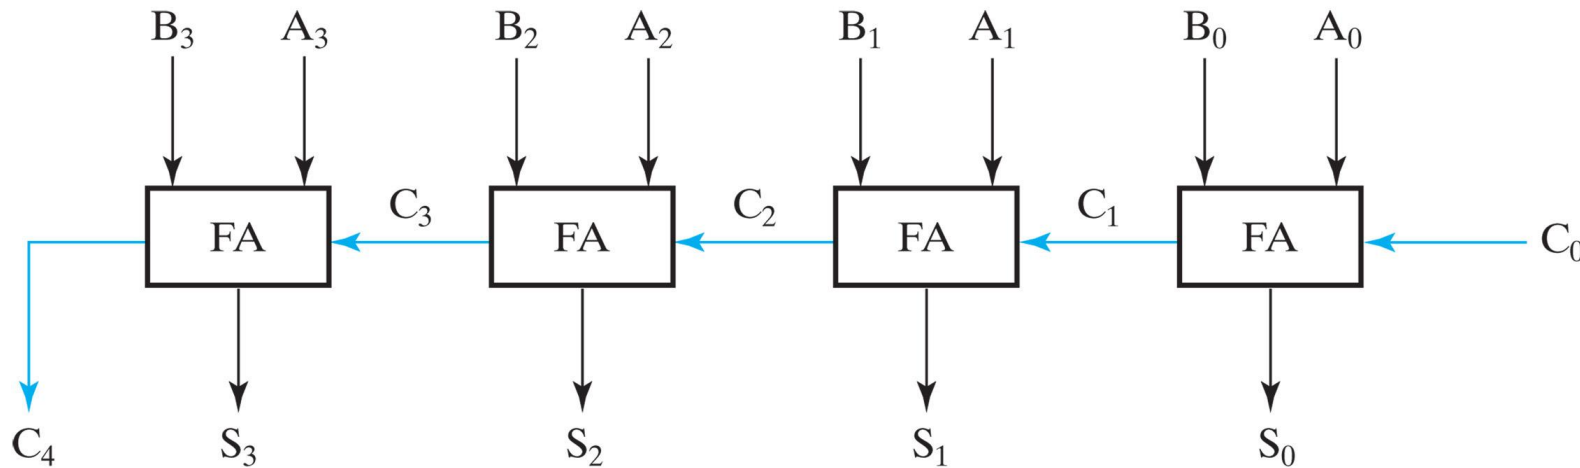 B₃ A₃ B₂ A₂ B₁ A₁ B₀ A₀
C₃ C₂ C₁
FA FA FA FA C₀
C₄ S₃ S₂ S₁ S₀